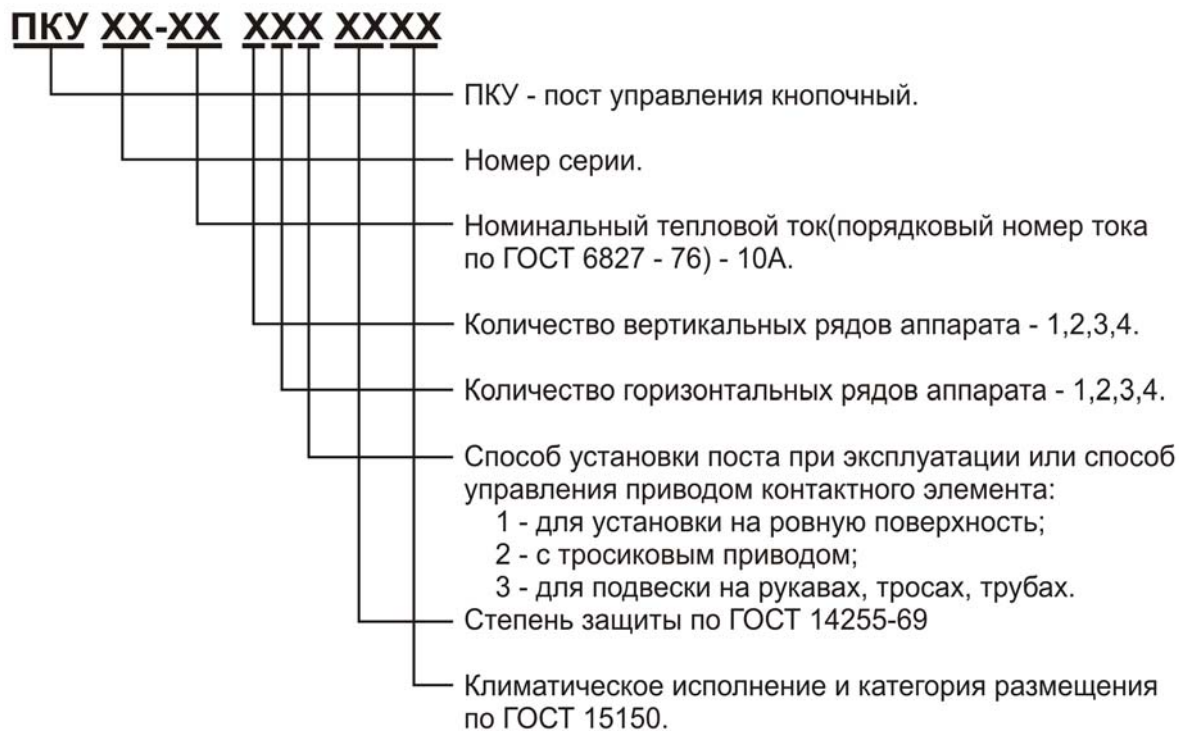 ПКУ ХХ-ХХ ХХХ ХХХХ
ПКУ - пост управления кнопочный.
Номер серии.
Номинальный тепловой ток(порядковый номер тока
по ГОСТ 6827 - 76) - 10А.
Количество вертикальных рядов аппарата - 1,2,3,4.
Количество горизонтальных рядов аппарата - 1,2,3,4.
Способ установки поста при эксплуатации или способ
управления приводом контактного элемента:
1 - для установки на ровную поверхность;
2 - с тросиковым приводом;
3 - для подвески на рукавах, тросах, трубах.
Степень защиты по ГОСТ 14255-69
Климатическое исполнение и категория размещения
по ГОСТ 15150.